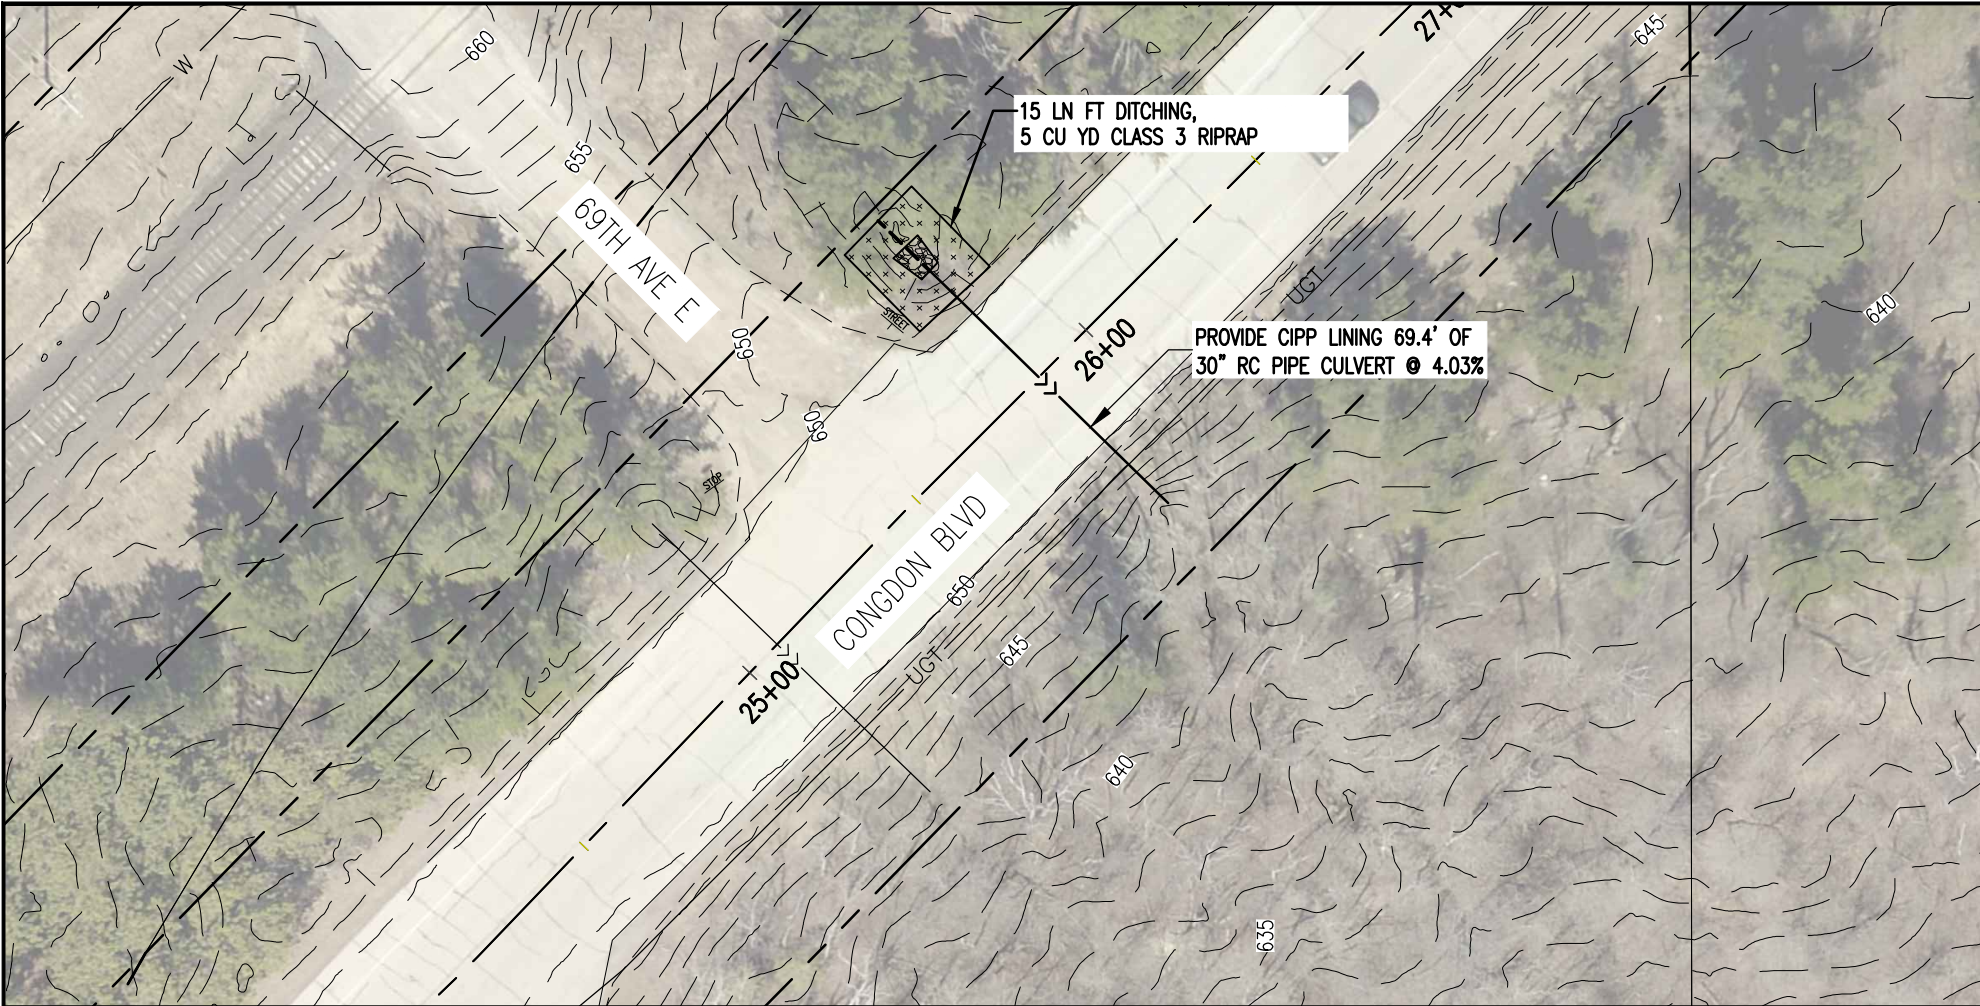 27+0
645
660
W
15 LN FT DITCHING,
5 CU YD CLASS 3 RIPRAP
655
69TH AVE E
UGT
640
STREET
650
26+00
PROVIDE CIPP LINING 69.4' OF
30" RC PIPE CULVERT @ 4.03%
650
STOP
CONGDON BLVD
650
645
UGT
25+00
640
635